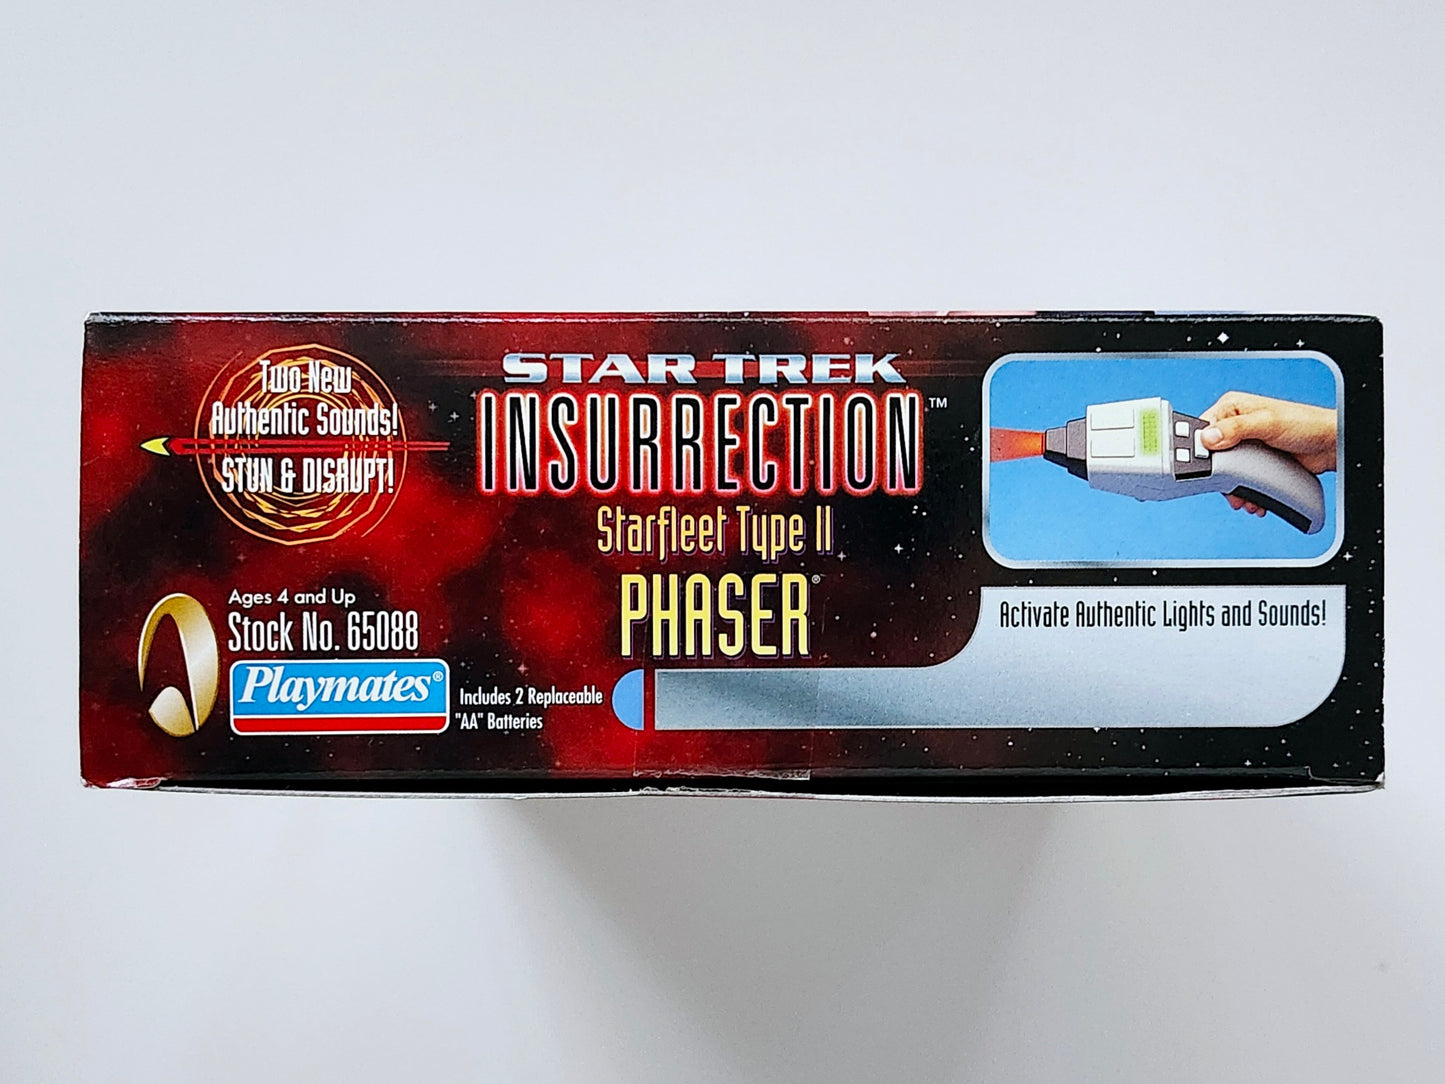 Two New
Authentic Sounds!
STUN & DISRUPT!
STAR TREK
INSURRECTION™
Starfleet Type II
PHASER®
Ages 4 and Up
Stock No. 65088
Playmates®
Includes 2 Replaceable
"AA" Batteries
Activate Authentic Lights and Sounds!